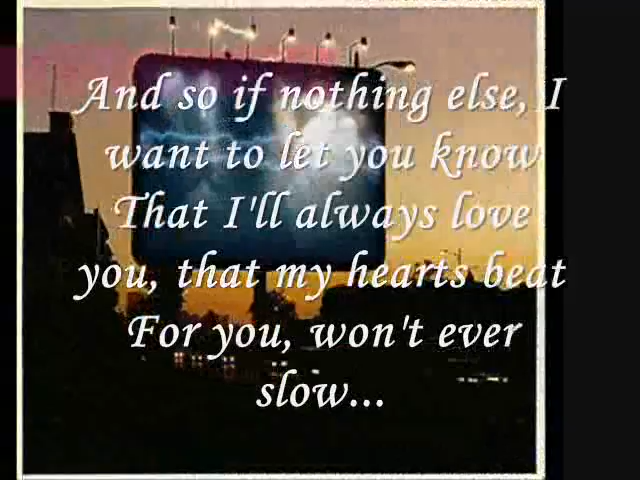 And so if nothing else, I
want to let you know
That I'll always love
you, that my hearts beat
For you, won't ever
slow...